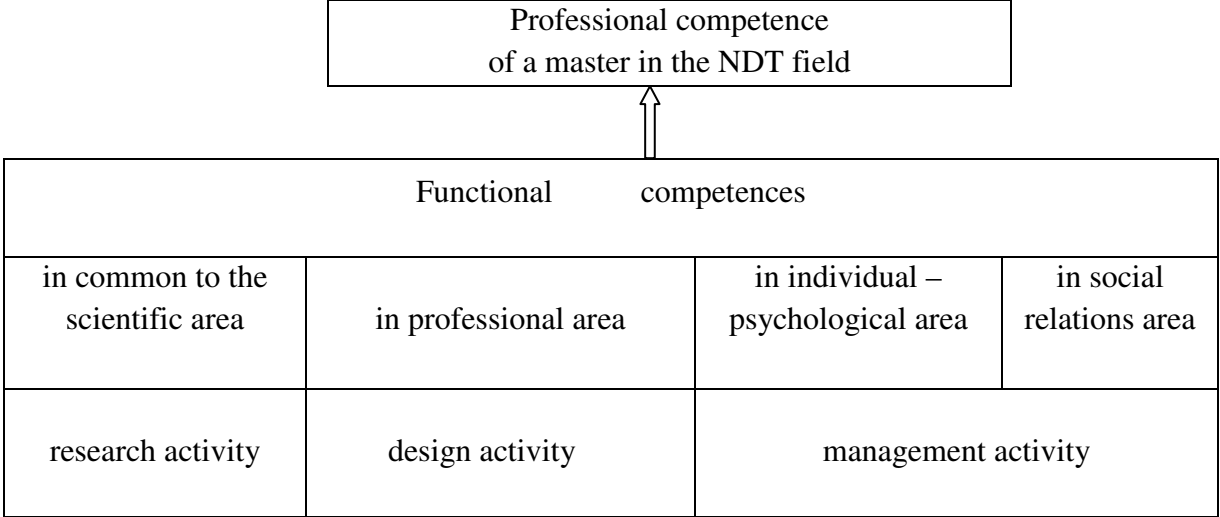 Professional competence
of a master in the NDT field
Functional competences
in common to the
scientific area
in professional area
in individual –
psychological area
in social
relations area
research activity
design activity
management activity